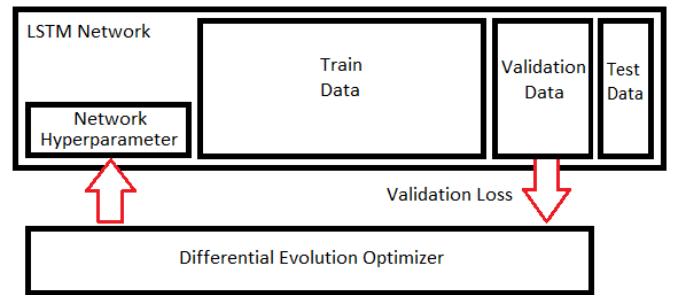 LSTM Network
Train
Data
Validation
Data
Test
Data
Network
Hyperparameter
Validation Loss
Differential Evolution Optimizer